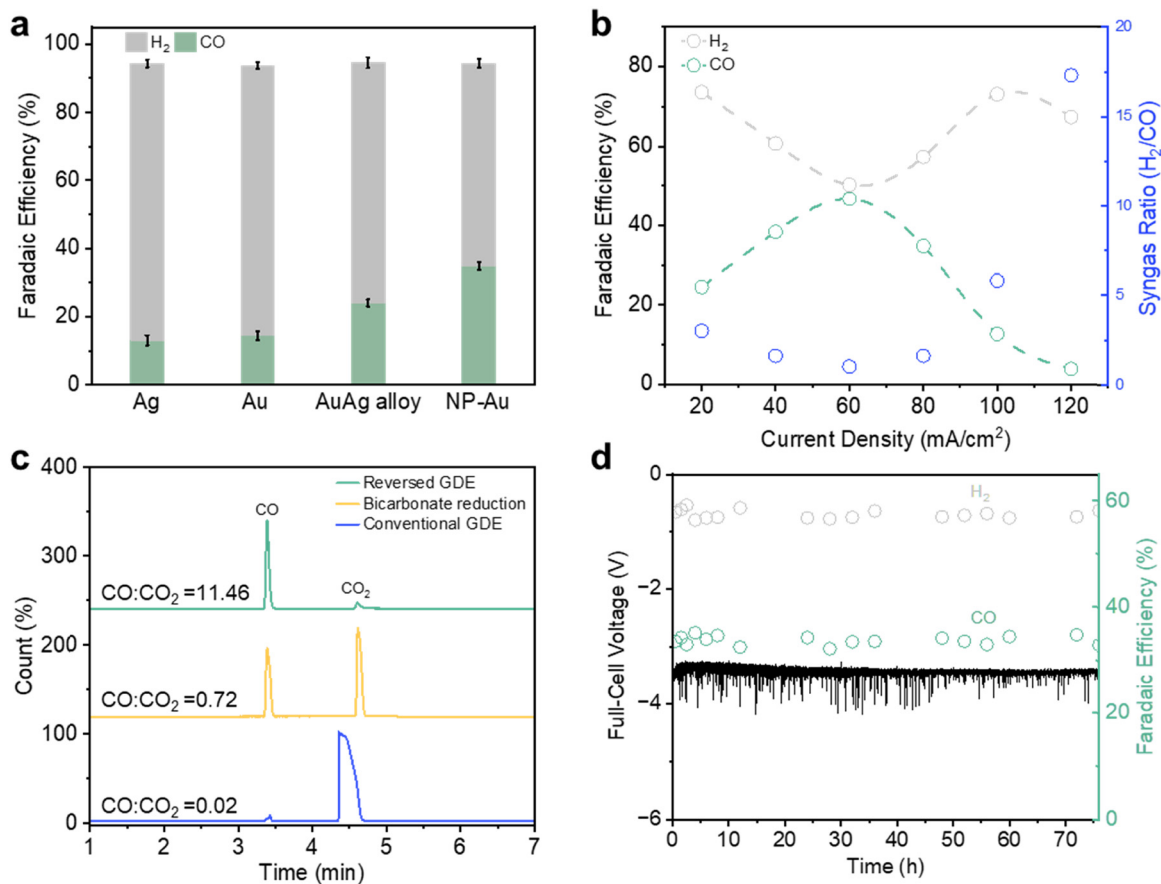 a
H₂ CO
100
80
60
40
20
0
Faradaic Efficiency (%)
Ag Au AuAg alloy NP-Au
b
H₂
CO
80
60
40
20
0
Faradaic Efficiency (%)
20
15
10
5
0
Syngas Ratio (H₂/CO)
20 40 60 80 100 120
Current Density (mA/cm²)
c
400
300
200
100
0
Count (%)
Reversed GDE
Bicarbonate reduction
Conventional GDE
CO
CO₂
CO:CO₂ =11.46
CO:CO₂ =0.72
CO:CO₂ =0.02
1 2 3 4 5 6 7
Time (min)
d
0
−2
−4
−6
Full-Cell Voltage (V)
H₂
CO
60
40
20
0
Faradaic Efficiency (%)
0 10 20 30 40 50 60 70
Time (h)